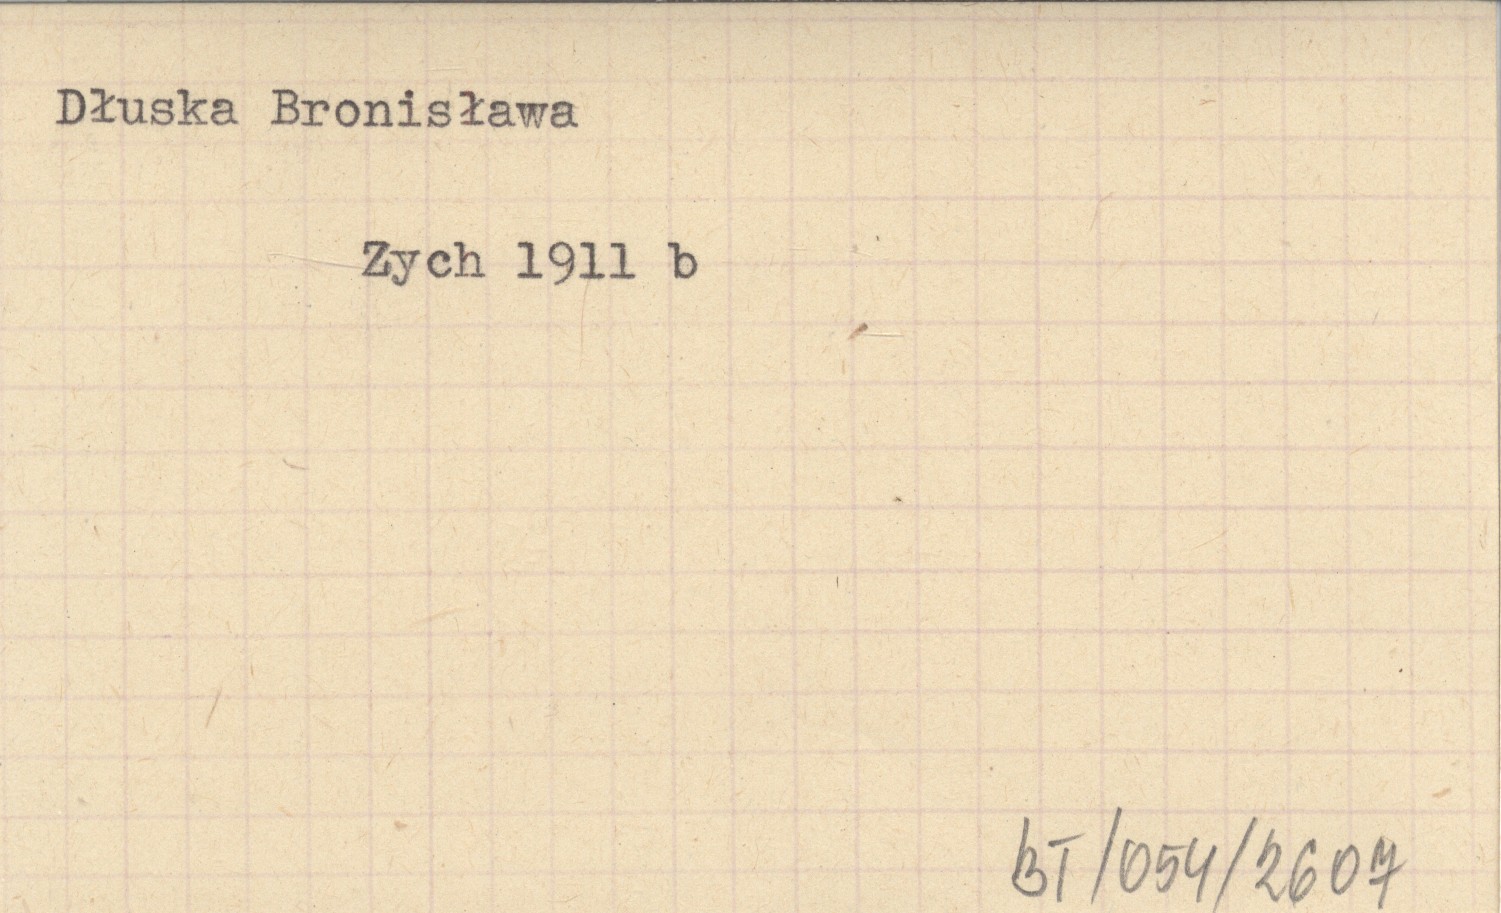 Dłuska Bronisława
Zych 1911 b
BT/054/2607